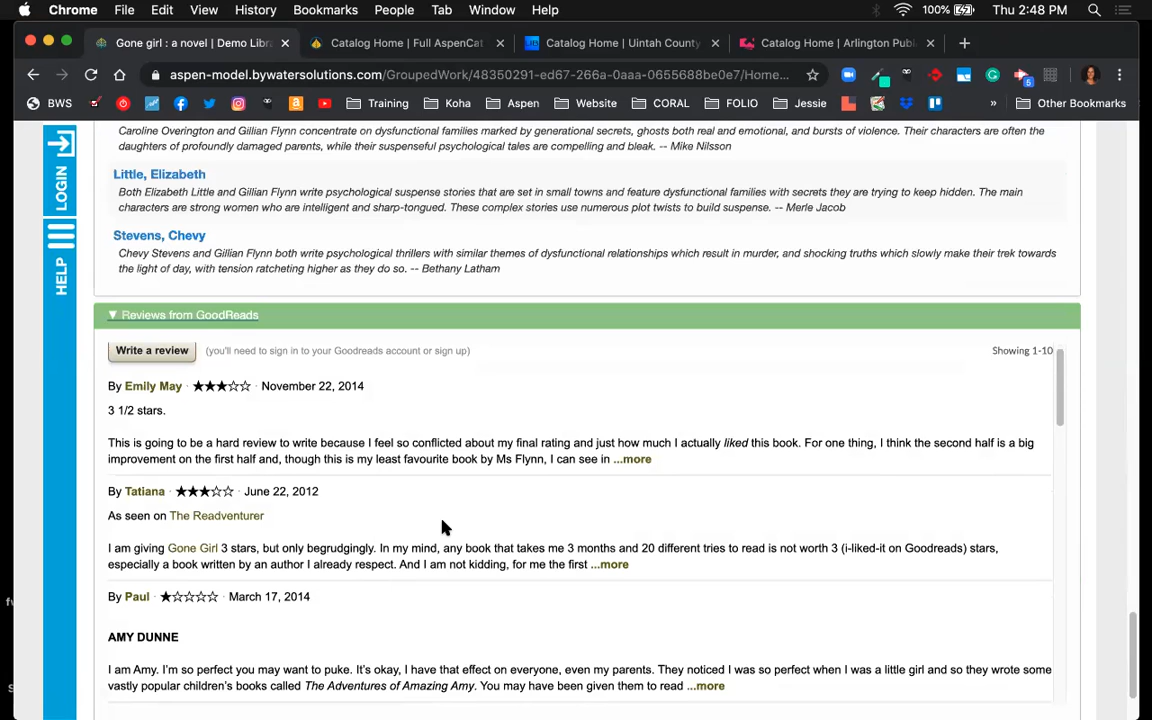 Chrome File Edit View History Bookmarks People Tab Window Help 100% Thu 2:48 PM
Gone girl : a novel | Demo Libra Catalog Home | Full AspenCat Catalog Home | Uintah County Catalog Home | Arlington Publ
aspen-model.bywatersolutions.com/GroupedWork/48350291-ed67-266a-0aaa-0655688be0e7/Home...
5
BWS Training Koha Aspen Website CORAL FOLIO Jessie » Other Bookmarks
LOGIN
HELP
Caroline Overington and Gillian Flynn concentrate on dysfunctional families marked by generational secrets, ghosts both real and emotional, and bursts of violence. Their characters are often the
daughters of profoundly damaged parents, while their suspenseful psychological tales are compelling and bleak. -- Mike Nilsson
Little, Elizabeth
Both Elizabeth Little and Gillian Flynn write psychological suspense stories that are set in small towns and feature dysfunctional families with secrets they are trying to keep hidden. The main
characters are strong women who are intelligent and sharp-tongued. These complex stories use numerous plot twists to build suspense. -- Merle Jacob
Stevens, Chevy
Chevy Stevens and Gillian Flynn both write psychological thrillers with similar themes of dysfunctional relationships which result in murder, and shocking truths which slowly make their trek towards
the light of day, with tension ratcheting higher as they do so. -- Bethany Latham
▼ Reviews from GoodReads
Write a review (you'll need to sign in to your Goodreads account or sign up) Showing 1-10
By Emily May · ★★★☆☆ · November 22, 2014
3 1/2 stars.
This is going to be a hard review to write because I feel so conflicted about my final rating and just how much I actually liked this book. For one thing, I think the second half is a big
improvement on the first half and, though this is my least favourite book by Ms Flynn, I can see in ...more
By Tatiana · ★★★☆☆ · June 22, 2012
As seen on The Readventurer
I am giving Gone Girl 3 stars, but only begrudgingly. In my mind, any book that takes me 3 months and 20 different tries to read is not worth 3 (i-liked-it on Goodreads) stars,
especially a book written by an author I already respect. And I am not kidding, for me the first ...more
By Paul · ★☆☆☆☆ · March 17, 2014
AMY DUNNE
I am Amy. I'm so perfect you may want to puke. It's okay, I have that effect on everyone, even my parents. They noticed I was so perfect when I was a little girl and so they wrote some
vastly popular children's books called The Adventures of Amazing Amy. You may have been given them to read ...more